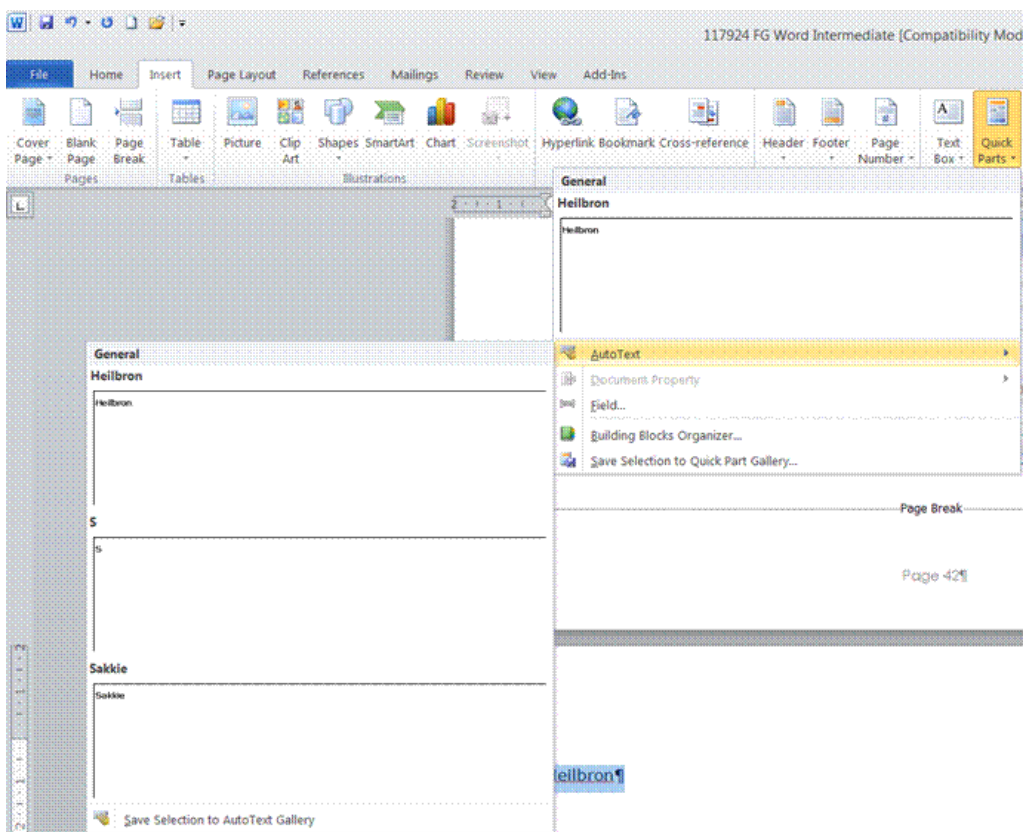 117924 FG Word Intermediate [Compatibility Mod
File Home Insert Page Layout References Mailings Review View Add-Ins
Cover Page Blank Page Page Break Table Picture Clip Art Shapes SmartArt Chart Screenshot Hyperlink Bookmark Cross-reference Header Footer Page Number Text Box Quick Parts
Pages Tables Illustrations
General
Heilbron
Heilbron
AutoText
Document Property
Field...
Building Blocks Organizer...
Save Selection to Quick Part Gallery...
General
Heilbron
Heilbron
S
S
Sakkie
Sakkie
Save Selection to AutoText Gallery
Page Break
Page 42¶
eilbron¶